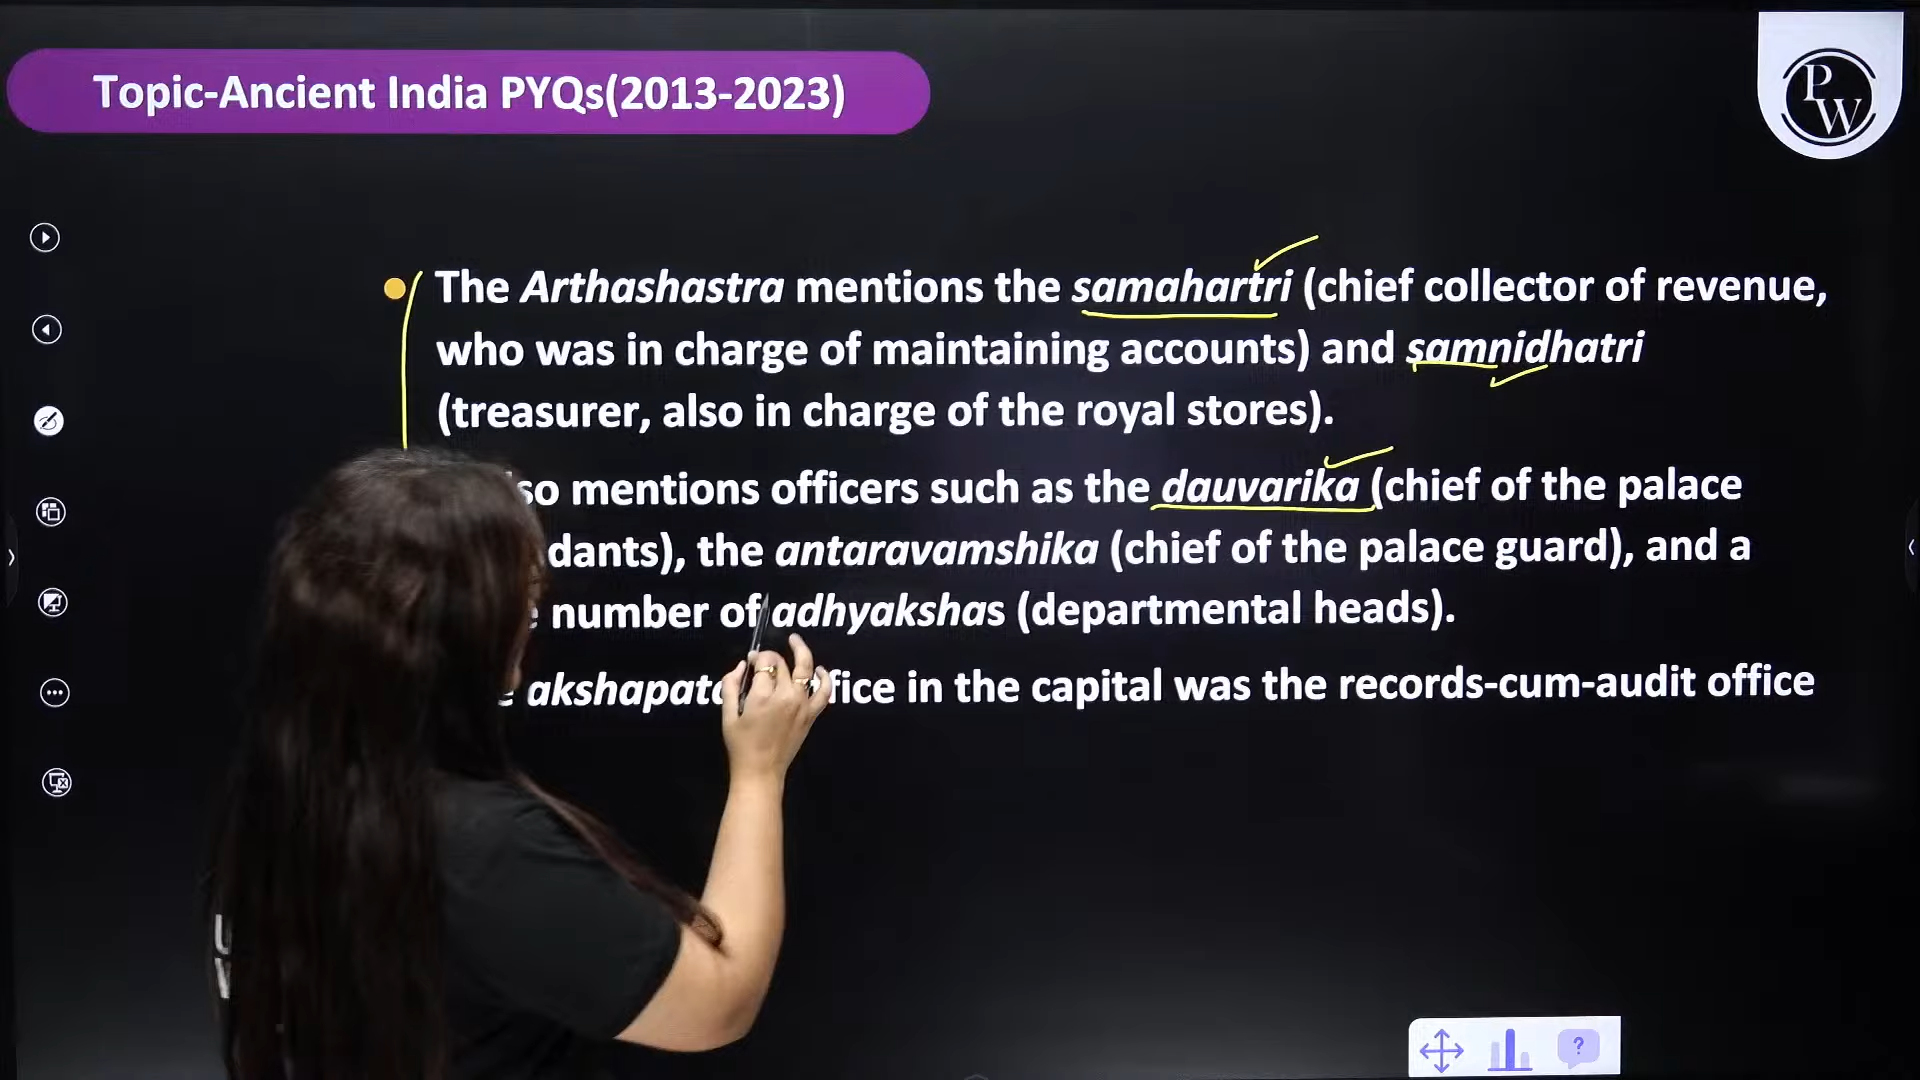 Topic-Ancient India PYQs(2013-2023)
P
W
The Arthashastra mentions the samahartri (chief collector of revenue,
who was in charge of maintaining accounts) and samnidhatri
(treasurer, also in charge of the royal stores).
so mentions officers such as the dauvarika (chief of the palace
dants), the antaravamshika (chief of the palace guard), and a
number of adhyakshas (departmental heads).
akshapata fice in the capital was the records-cum-audit office
?